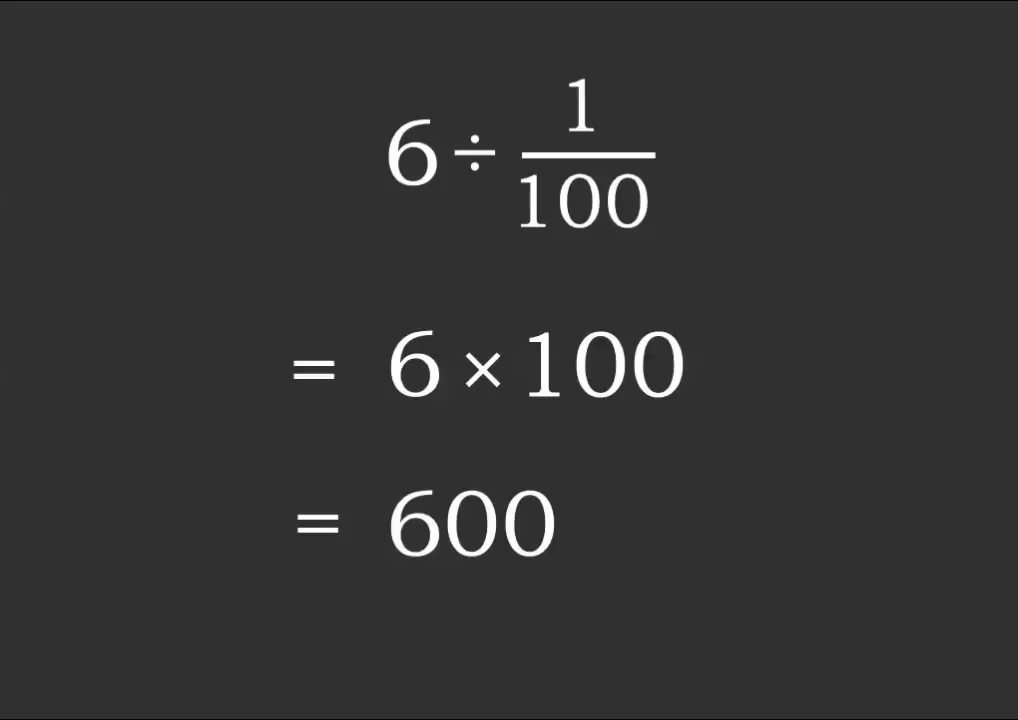 6 ÷ 1/100
= 6 × 100
= 600